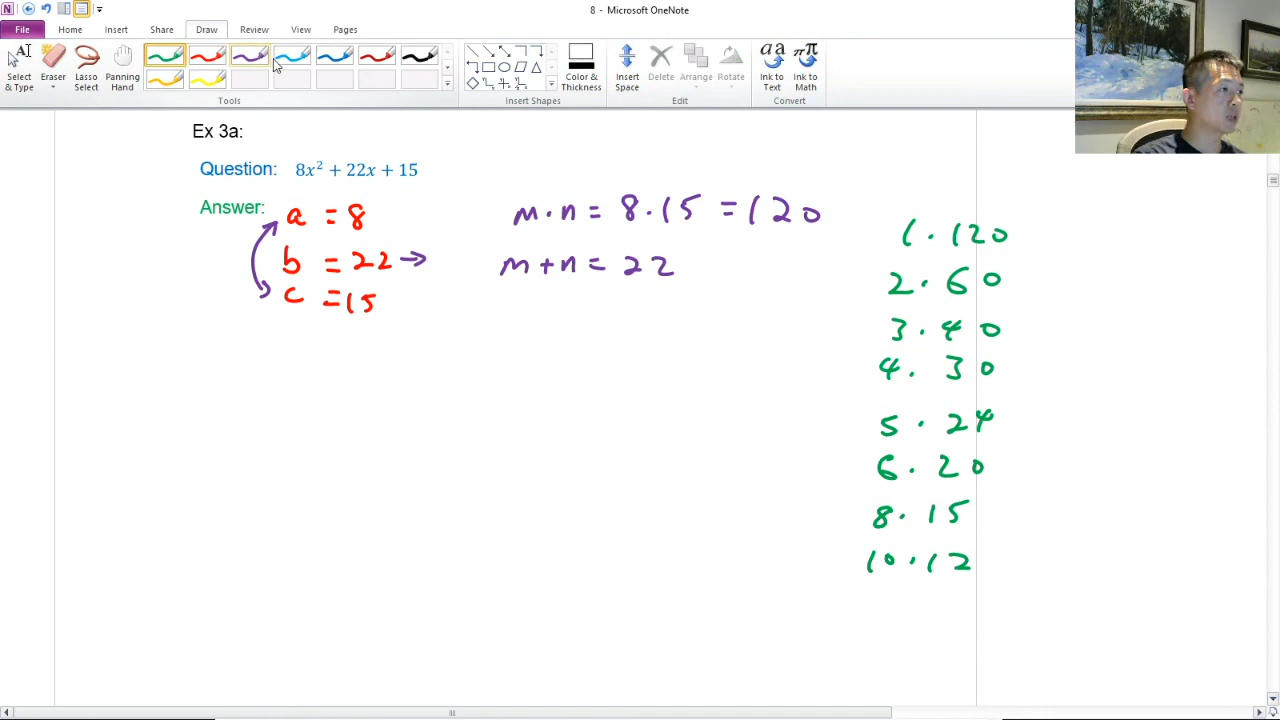 8 - Microsoft OneNote
File Home Insert Share Draw Review View Pages
Select & Type Eraser Lasso Select Panning Hand Color & Thickness Insert Space Delete Arrange Rotate Ink to Text Ink to Math
Tools Insert Shapes Edit Convert
Ex 3a:
Question: 8x² + 22x + 15
Answer:
a = 8
b = 22 →
c = 15
m · n = 8 · 15 = 120
m + n = 22
1 · 120
2 · 60
3 · 40
4 · 30
5 · 24
6 · 20
8 · 15
10 · 12